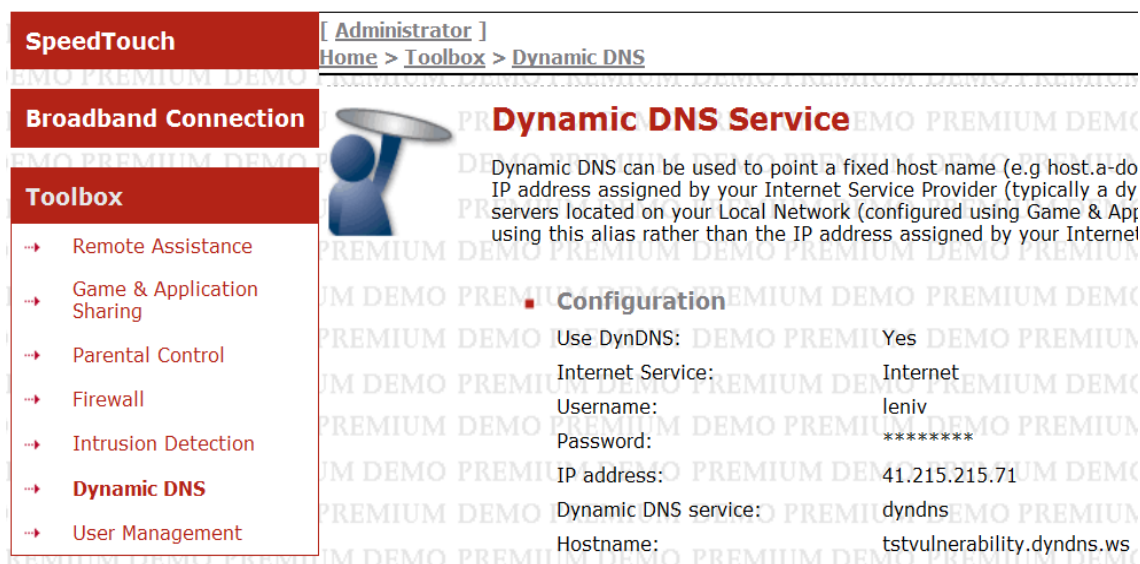 SpeedTouch
Broadband Connection
Toolbox
Remote Assistance
Game & Application
Sharing
Parental Control
Firewall
Intrusion Detection
Dynamic DNS
User Management
[ Administrator ]
Home > Toolbox > Dynamic DNS
Dynamic DNS Service
Dynamic DNS can be used to point a fixed host name (e.g host.a-do
IP address assigned by your Internet Service Provider (typically a dy
servers located on your Local Network (configured using Game & App
using this alias rather than the IP address assigned by your Internet
Configuration
Use DynDNS: Yes
Internet Service: Internet
Username: leniv
Password: ********
IP address: 41.215.215.71
Dynamic DNS service: dyndns
Hostname: tstvulnerability.dyndns.ws